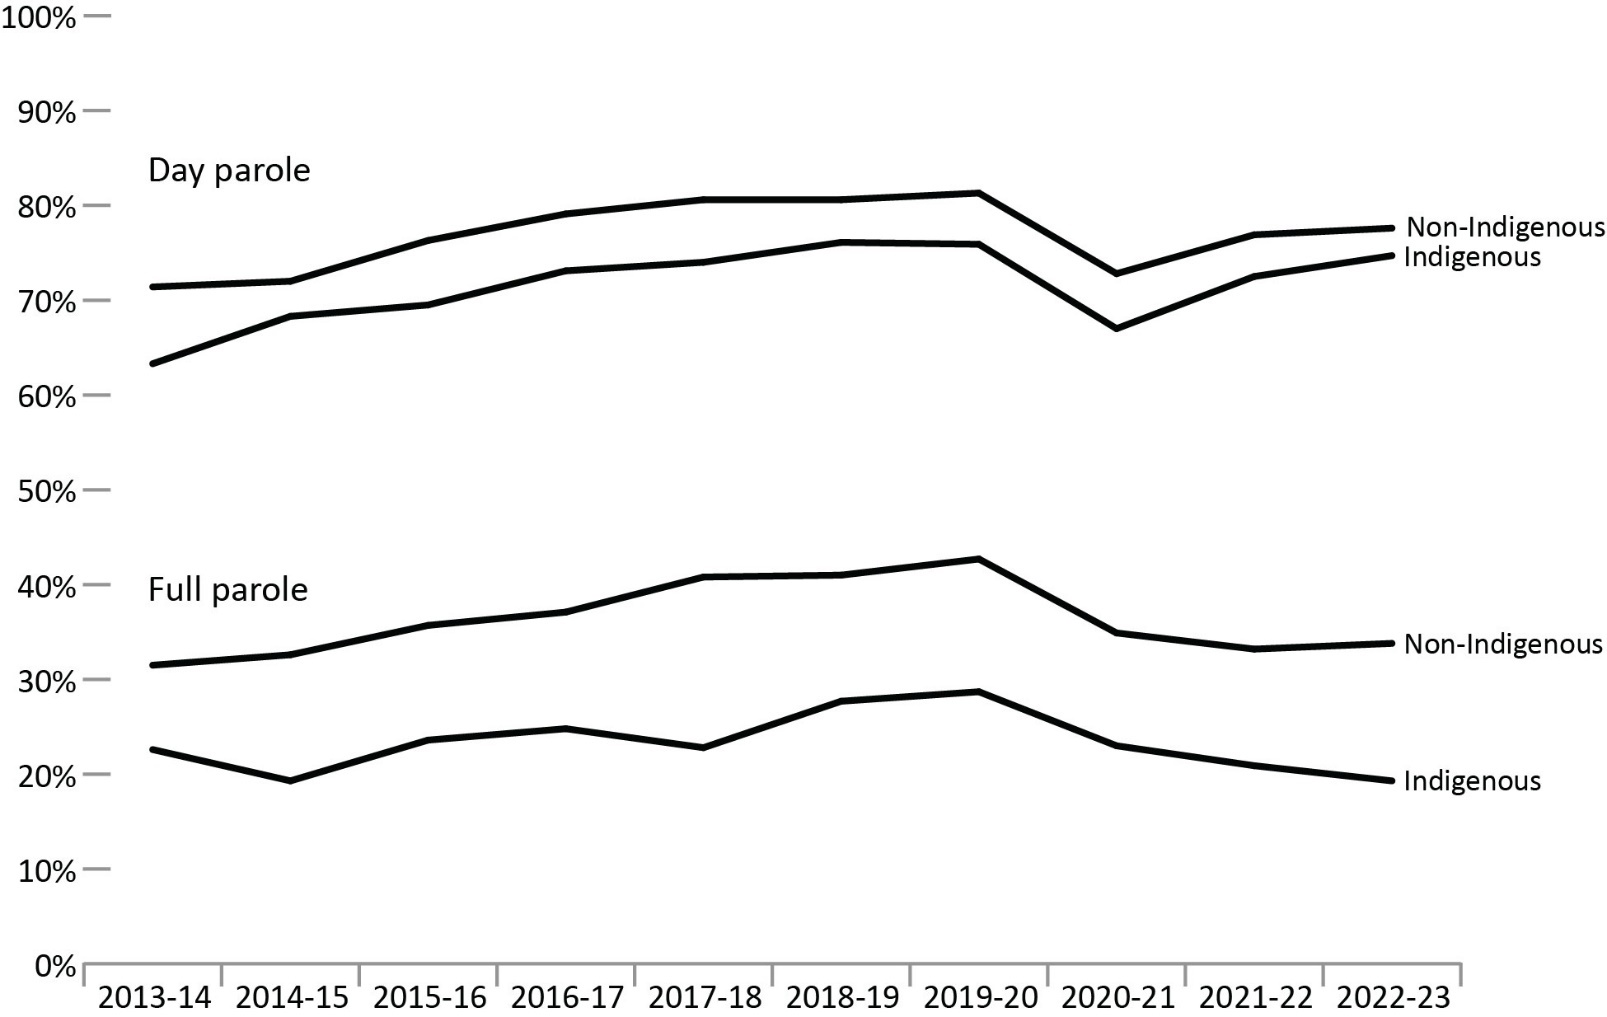 100%
90%
Day parole
80%
Non-Indigenous
Indigenous
70%
60%
50%
40%
Full parole
30%
Non-Indigenous
20%
Indigenous
10%
0%
2013-14 2014-15 2015-16 2016-17 2017-18 2018-19 2019-20 2020-21 2021-22 2022-23